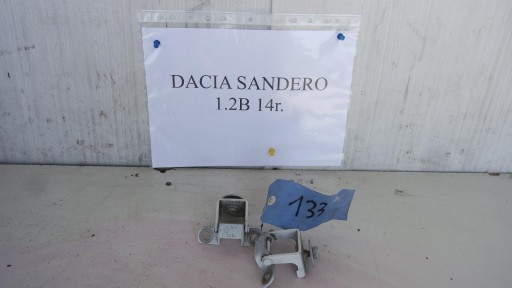 DACIA SANDERO
1.2B 14r.
133